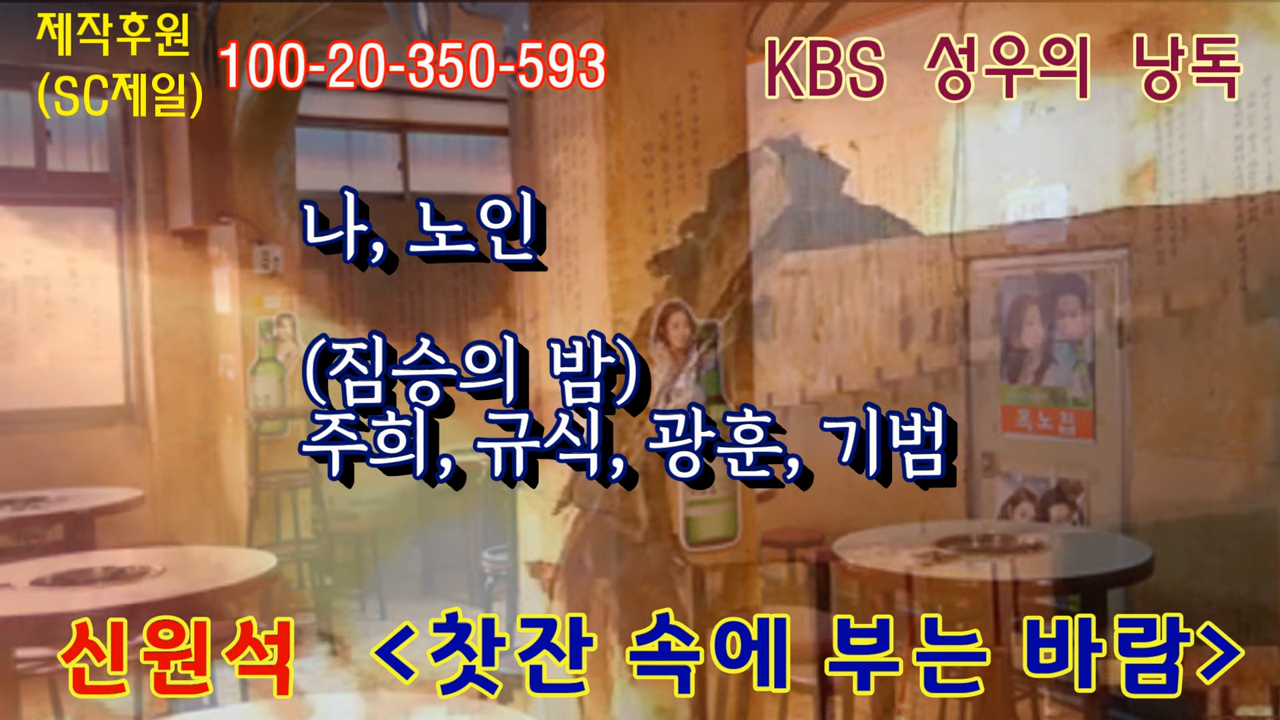 제작후원
(SC제일)
100-20-350-593
KBS 성우의 낭독
나, 노인
(짐승의 밤)
주희, 규식, 광훈, 기범
신원석 <찻잔 속에 부는 바람>